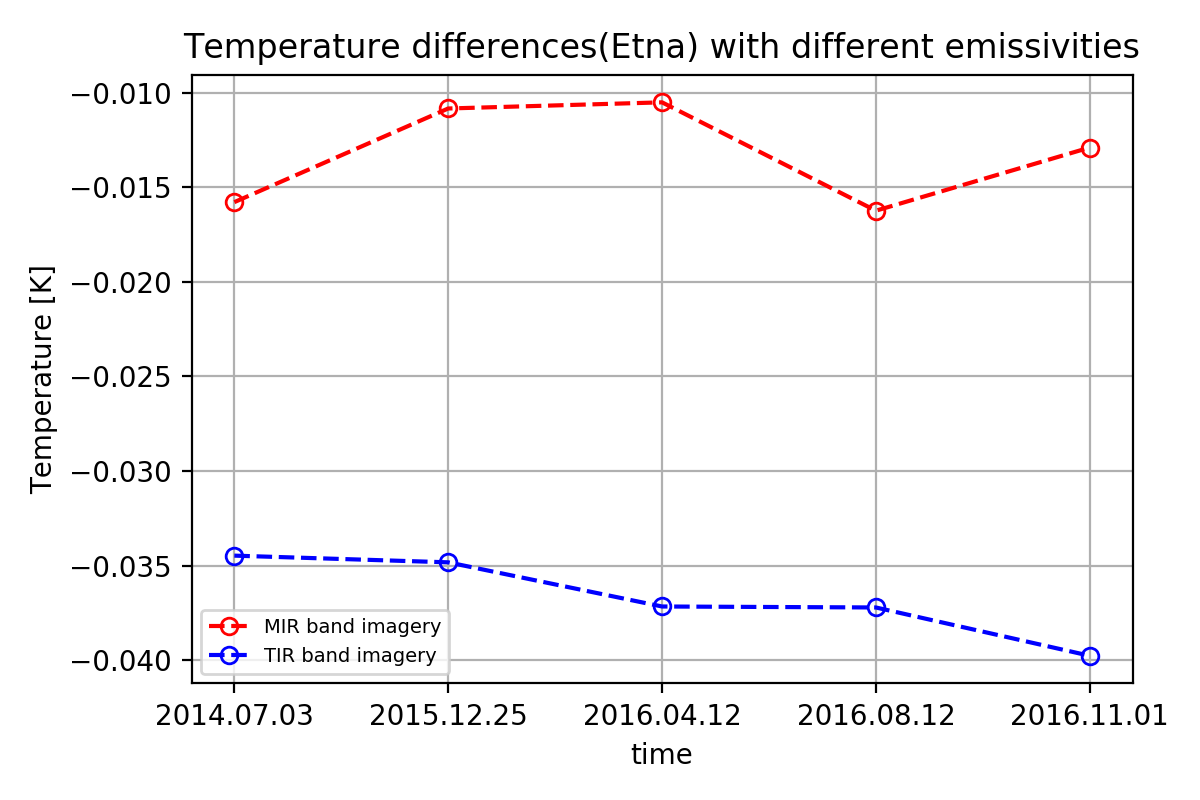 Temperature differences(Etna) with different emissivities
−0.010
−0.015
−0.020
−0.025
−0.030
−0.035
−0.040
Temperature [K]
MIR band imagery
TIR band imagery
2014.07.03 2015.12.25 2016.04.12 2016.08.12 2016.11.01
time